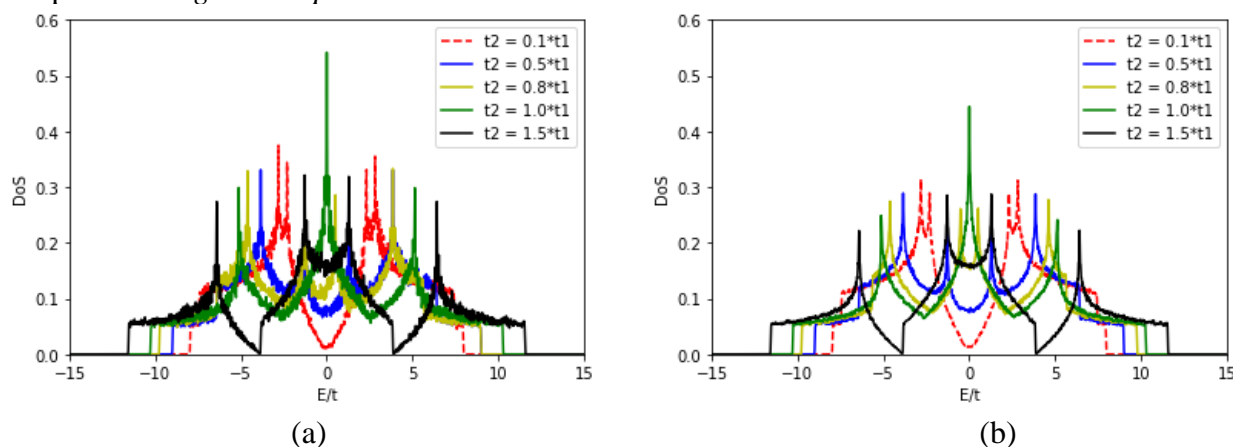 0.6
0.5
0.4
0.3
0.2
0.1
0.0
DoS
−15 −10 −5 0 5 10 15
E/t
t2 = 0.1*t1
t2 = 0.5*t1
t2 = 0.8*t1
t2 = 1.0*t1
t2 = 1.5*t1
(a)
0.6
0.5
0.4
0.3
0.2
0.1
0.0
DoS
−15 −10 −5 0 5 10 15
E/t
t2 = 0.1*t1
t2 = 0.5*t1
t2 = 0.8*t1
t2 = 1.0*t1
t2 = 1.5*t1
(b)